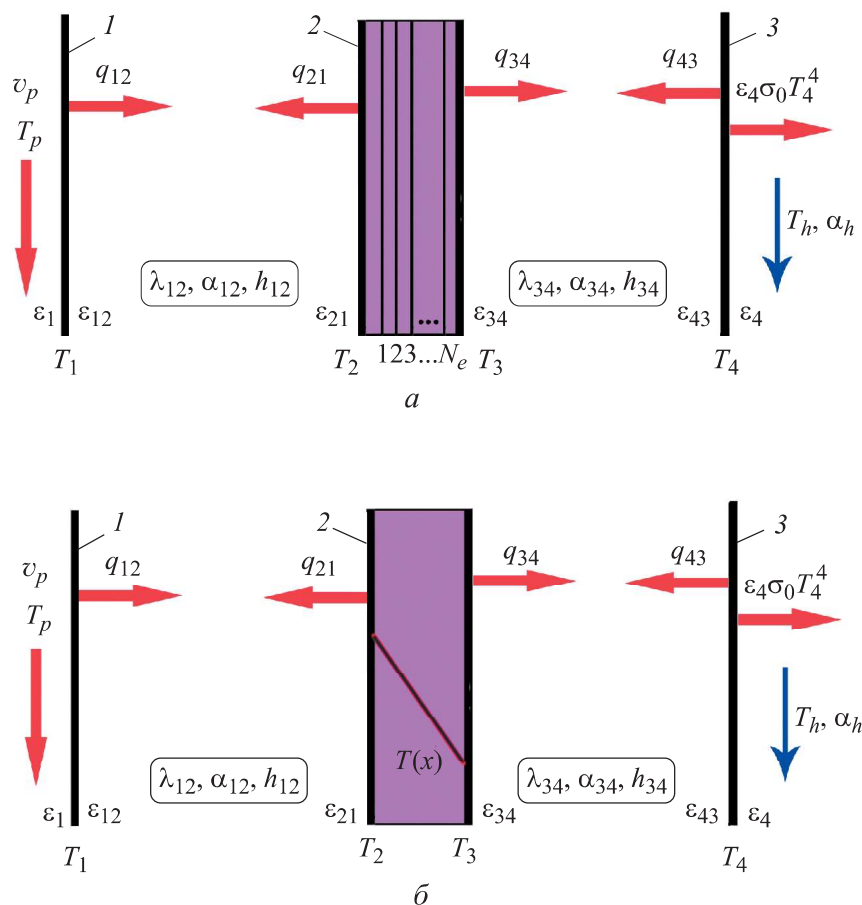 1 2 3
v_p q_12 q_21 q_34 q_43 ε_4σ_0T_4^4
T_p
T_h, α_h
λ_12, α_12, h_12 λ_34, α_34, h_34
ε_1 ε_12 ε_21 ... ε_34 ε_43 ε_4
T_1 T_2 123...N_e T_3 T_4
а
1 2 3
v_p q_12 q_21 q_34 q_43 ε_4σ_0T_4^4
T_p
T_h, α_h
λ_12, α_12, h_12 T(x) λ_34, α_34, h_34
ε_1 ε_12 ε_21 ε_34 ε_43 ε_4
T_1 T_2 T_3 T_4
б